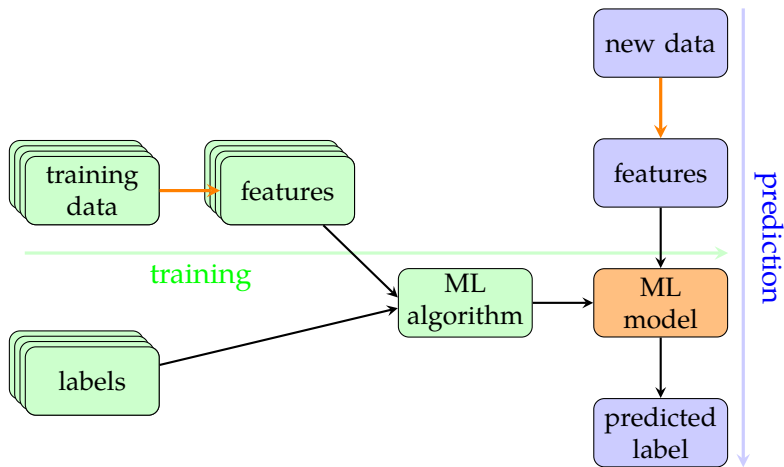 new data
training
data
features
features
prediction
training
ML
algorithm
ML
model
labels
predicted
label